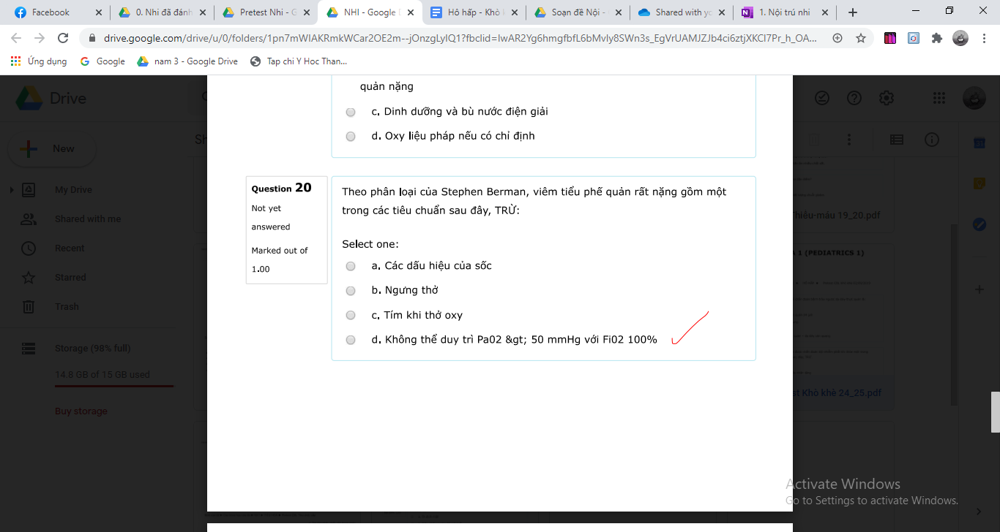 Facebook
0. Nhi đã đánh
Pretest Nhi - G
NHI - Google
Hô hấp - Khò
Soạn đề Nội -
Shared with yo
1. Nội trú nhi
drive.google.com/drive/u/0/folders/1pn7mWIAKRmkWCar2OE2m--jOnzgLyIQ1?fbclid=IwAR2Yg6hmgfbfL6bMvIy8SWn3s_EgVrUAMJZJb4ci6ztjXKCI7Pr_h_OA...
Ứng dụng
Google
nam 3 - Google Drive
Tap chi Y Hoc Than...
Drive
New
My Drive
Shared with me
Recent
Starred
Trash
Storage (98% full)
14.8 GB of 15 GB used
Buy storage
quản nặng
c. Dinh dưỡng và bù nước điện giải
d. Oxy liệu pháp nếu có chỉ định
Question 20
Not yet
answered
Marked out of
1.00
Theo phân loại của Stephen Berman, viêm tiểu phế quản rất nặng gồm một
trong các tiêu chuẩn sau đây, TRỪ:
Select one:
a. Các dấu hiệu của sốc
b. Ngưng thở
c. Tím khi thở oxy
d. Không thể duy trì Pa02 &gt; 50 mmHg với Fi02 100%
Thiếu-máu 19_20.pdf
1 (PEDIATRICS 1)
st Khò khè 24_25.pdf
Activate Windows
Go to Settings to activate Windows.